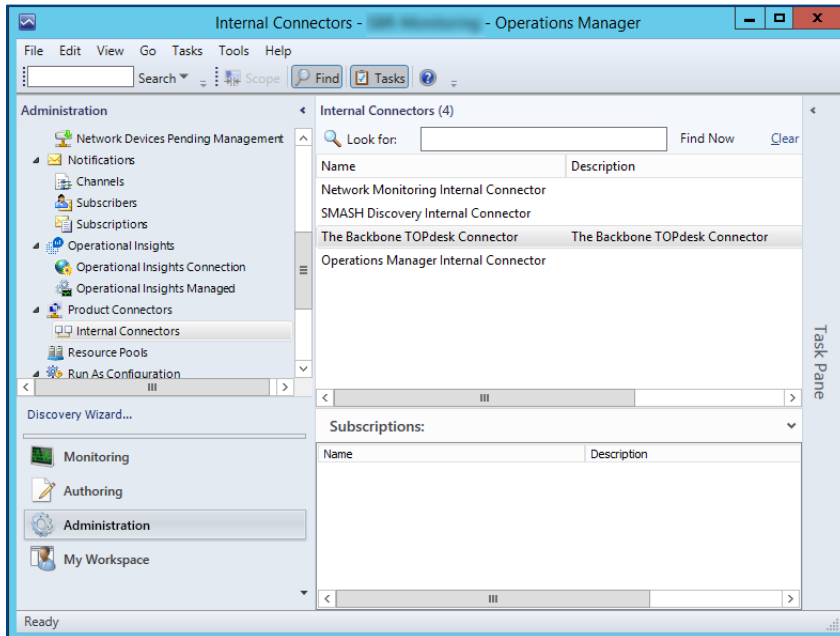 Internal Connectors - - Operations Manager
File Edit View Go Tasks Tools Help
Search Scope Find Tasks
Administration
Network Devices Pending Management
Notifications
Channels
Subscribers
Subscriptions
Operational Insights
Operational Insights Connection
Operational Insights Managed
Product Connectors
Internal Connectors
Resource Pools
Run As Configuration
Discovery Wizard...
Monitoring
Authoring
Administration
My Workspace
Internal Connectors (4)
Look for: Find Now Clear
Name Description
Network Monitoring Internal Connector
SMASH Discovery Internal Connector
The Backbone TOPdesk Connector The Backbone TOPdesk Connector
Operations Manager Internal Connector
Subscriptions:
Name Description
Task Pane
Ready